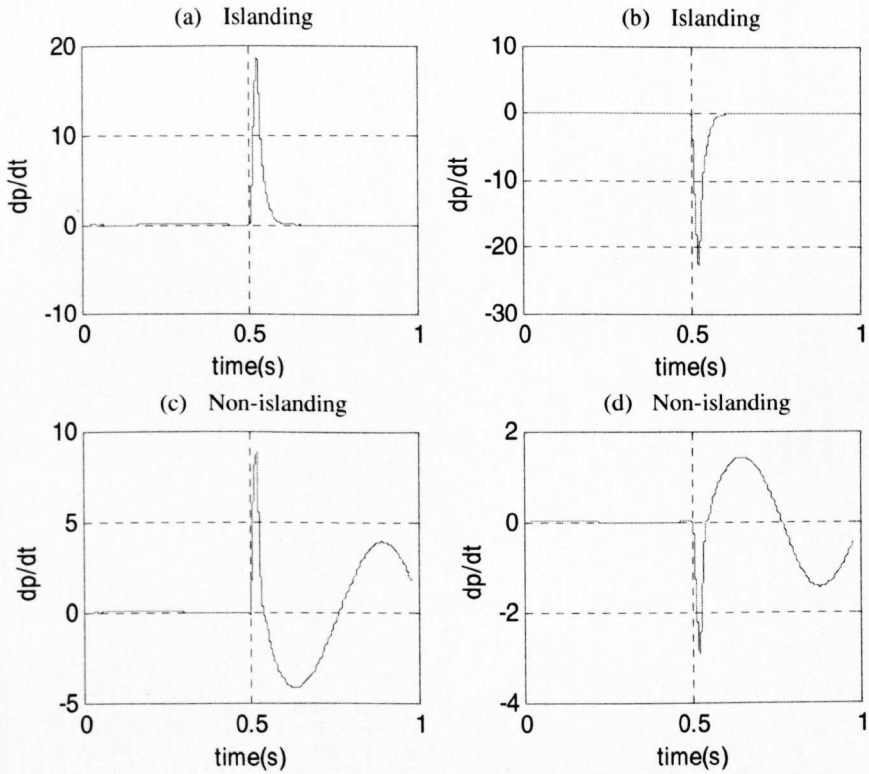 (a) Islanding
20
10
0
-10
dp/dt
0 0.5 1
time(s)
(b) Islanding
10
0
-10
-20
-30
dp/dt
0 0.5 1
time(s)
(c) Non-islanding
10
5
0
-5
dp/dt
0 0.5 1
time(s)
(d) Non-islanding
2
0
-2
-4
dp/dt
0 0.5 1
time(s)